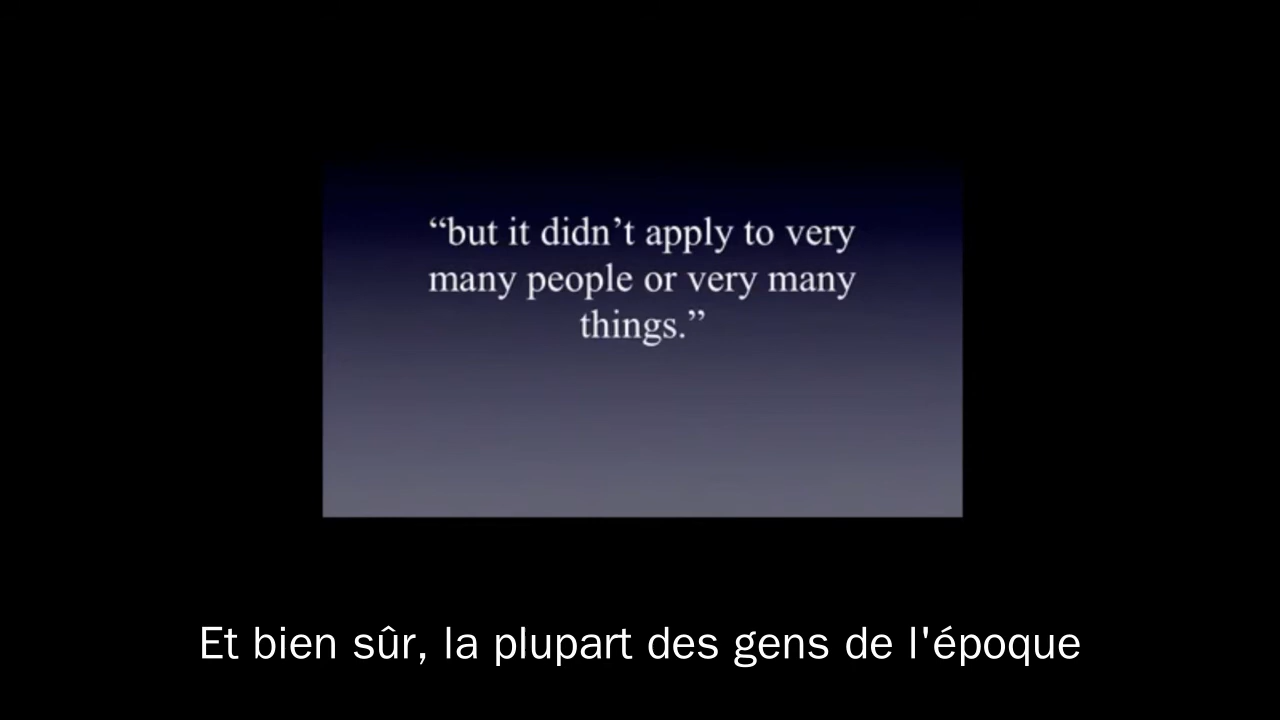 “but it didn’t apply to very
many people or very many
things.”
Et bien sûr, la plupart des gens de l'époque